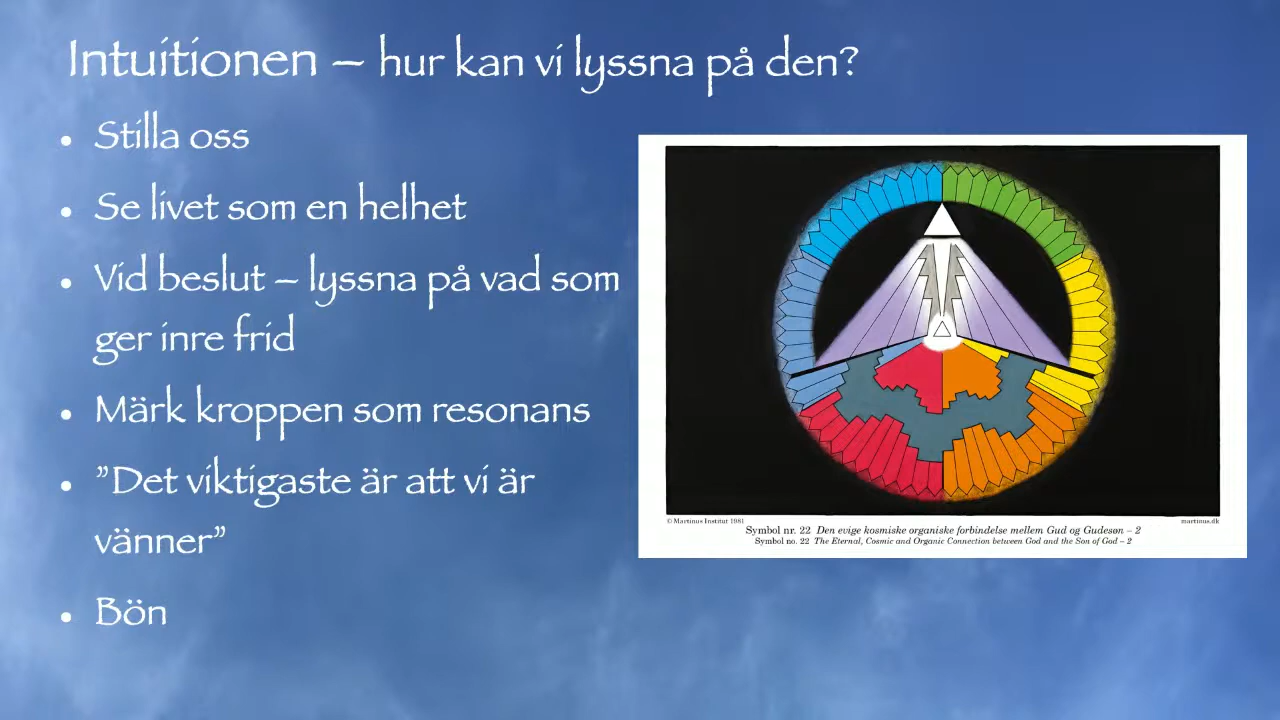 Intuitionen – hur kan vi lyssna på den?
• Stilla oss
• Se livet som en helhet
• Vid beslut – lyssna på vad som
ger inre frid
• Märk kroppen som resonans
• ”Det viktigaste är att vi är
vänner”
• Bön
© Martinus Institut 1981
martinus.dk
Symbol nr. 22 Den evige kosmiske organiske forbindelse mellem Gud og Gudesøn – 2
Symbol no. 22 The Eternal, Cosmic and Organic Connection between God and the Son of God – 2